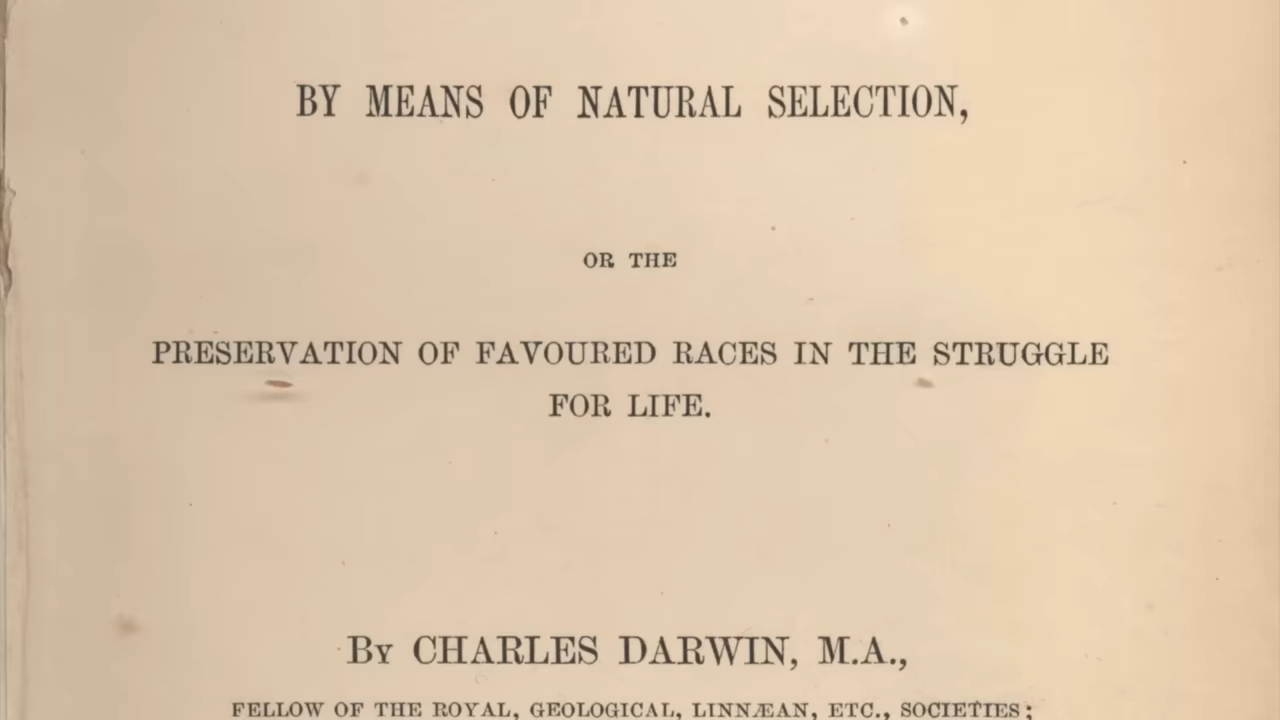 BY MEANS OF NATURAL SELECTION,
OR THE
PRESERVATION OF FAVOURED RACES IN THE STRUGGLE
FOR LIFE.
By CHARLES DARWIN, M.A.,
FELLOW OF THE ROYAL, GEOLOGICAL, LINNÆAN, ETC., SOCIETIES;